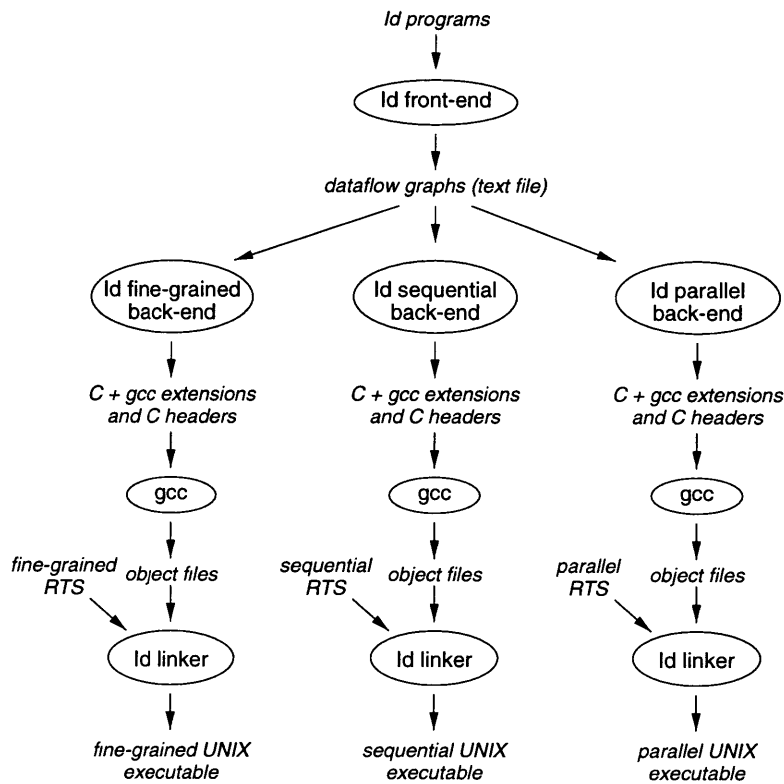 Id programs
Id front-end
dataflow graphs (text file)
Id fine-grained
back-end
Id sequential
back-end
Id parallel
back-end
C + gcc extensions
and C headers
C + gcc extensions
and C headers
C + gcc extensions
and C headers
gcc
gcc
gcc
fine-grained
RTS
object files
sequential
RTS
object files
parallel
RTS
object files
Id linker
Id linker
Id linker
fine-grained UNIX
executable
sequential UNIX
executable
parallel UNIX
executable